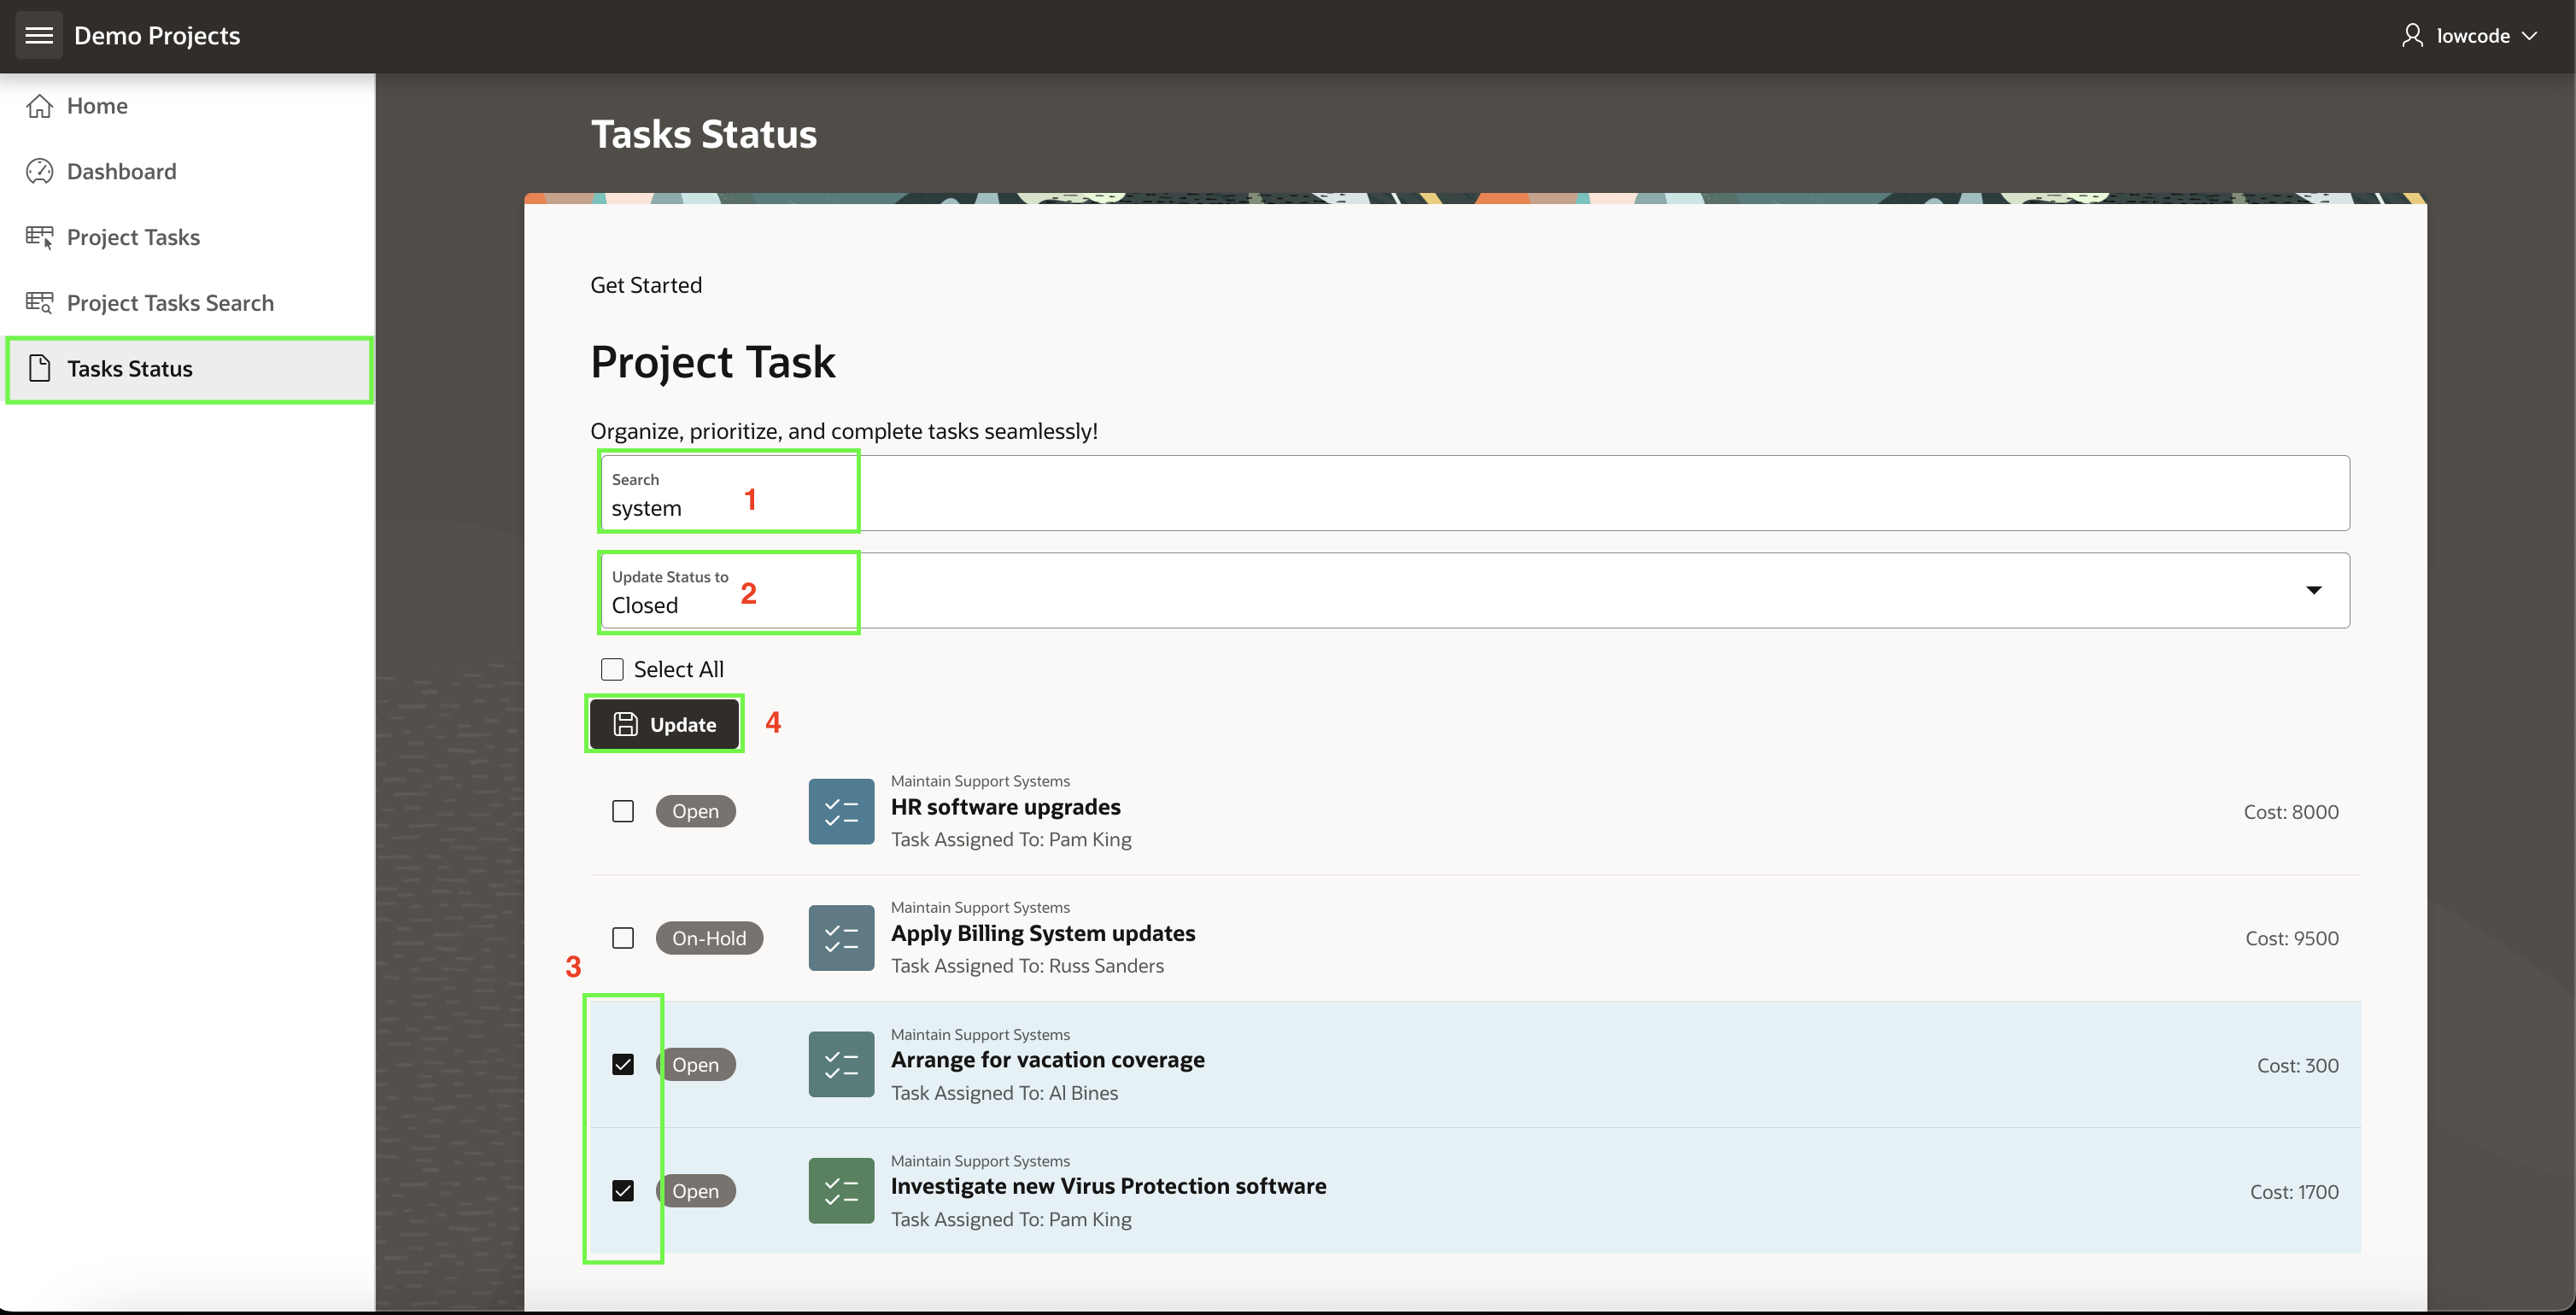 Demo Projects
lowcode
Home
Dashboard
Project Tasks
Project Tasks Search
Tasks Status
Tasks Status
Get Started
Project Task
Organize, prioritize, and complete tasks seamlessly!
Search
system 1
Update Status to
Closed 2
Select All
Update 4
Maintain Support Systems
Open HR software upgrades Cost: 8000
Task Assigned To: Pam King
Maintain Support Systems
On-Hold Apply Billing System updates Cost: 9500
Task Assigned To: Russ Sanders
3
Maintain Support Systems
Open Arrange for vacation coverage Cost: 300
Task Assigned To: Al Bines
Maintain Support Systems
Open Investigate new Virus Protection software Cost: 1700
Task Assigned To: Pam King